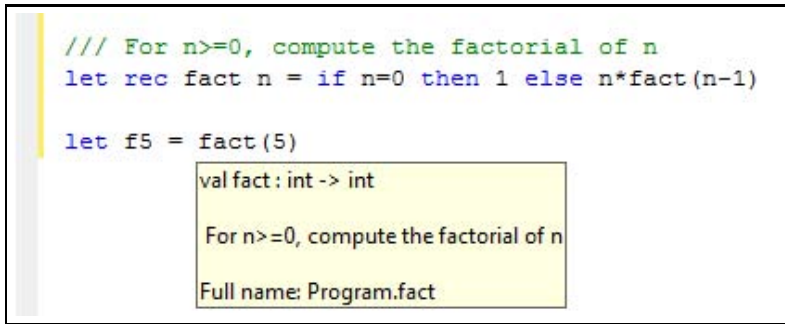 /// For n>=0, compute the factorial of n
let rec fact n = if n=0 then 1 else n*fact(n-1)
let f5 = fact(5)
val fact : int -> int
For n>=0, compute the factorial of n
Full name: Program.fact